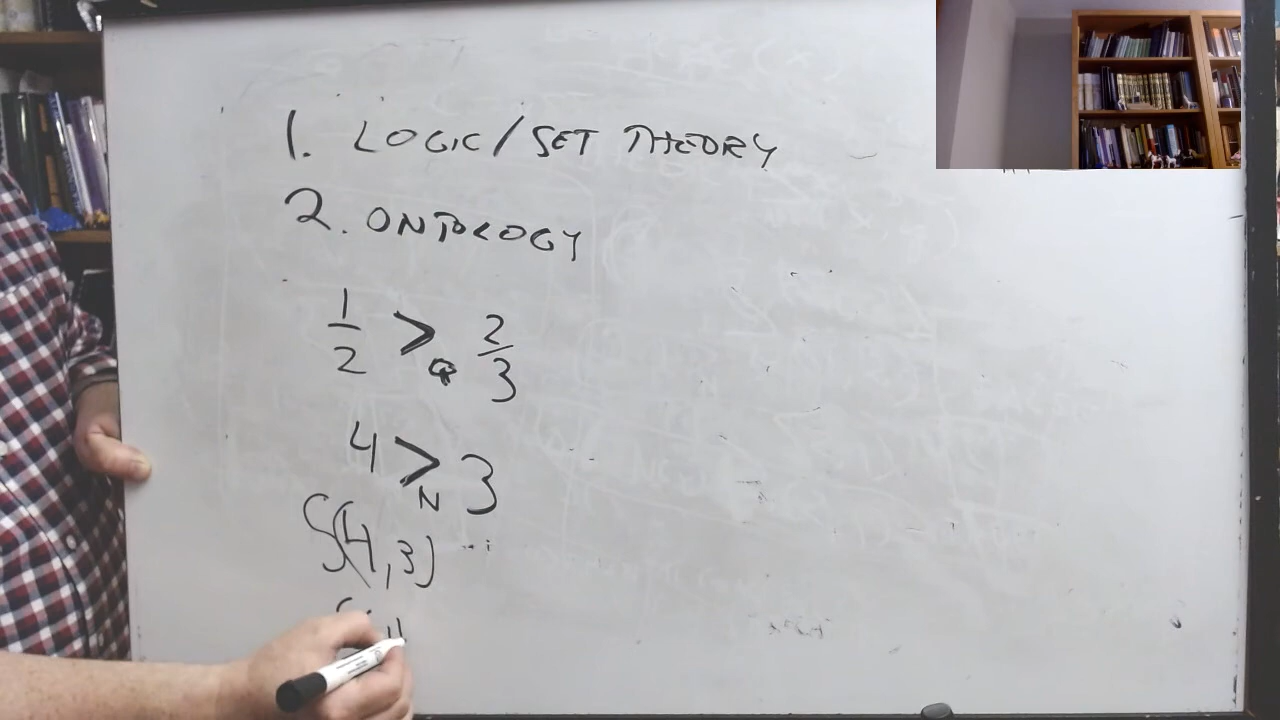 1. LOGIC/SET THEORY
2. ONTOLOGY
1/2 >Q 2/3
4 >N 3
S(4,3)